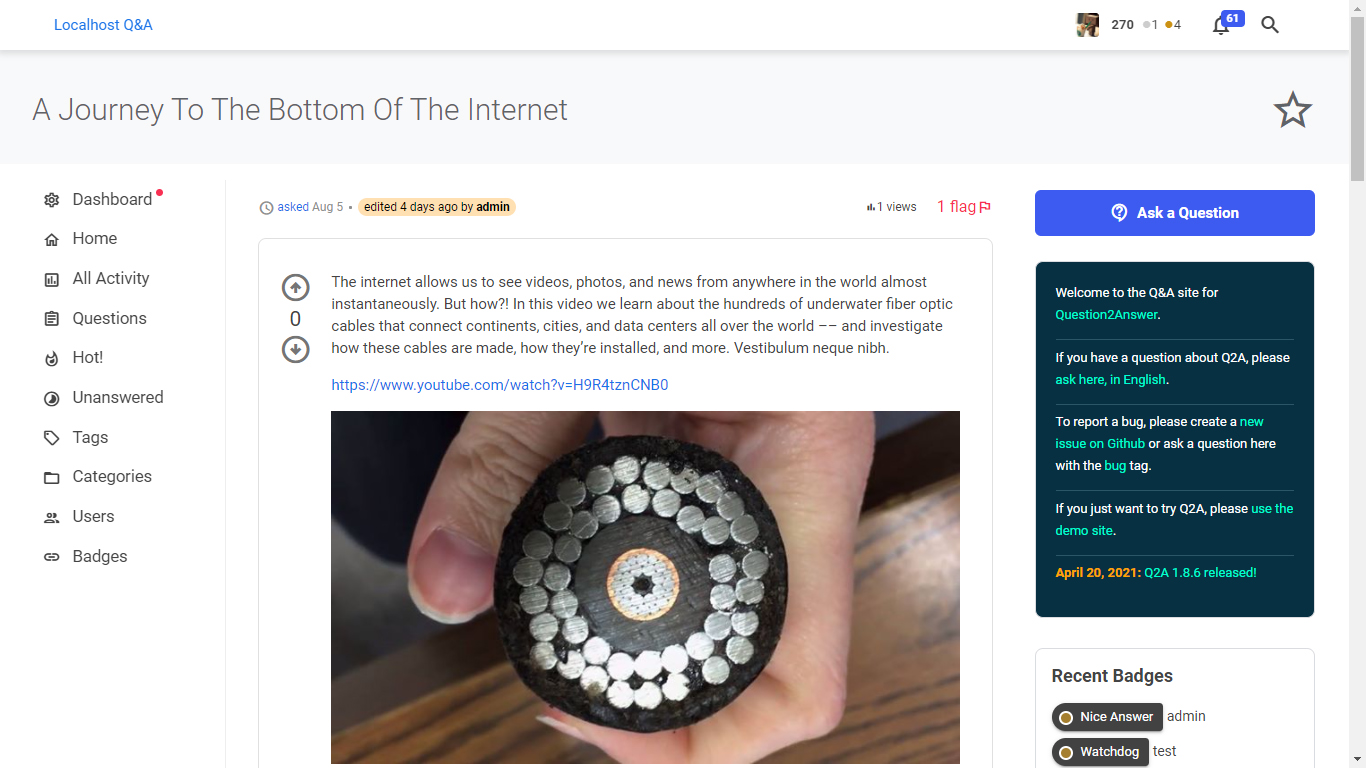 Localhost Q&A
270 1 4 61
A Journey To The Bottom Of The Internet
Dashboard
Home
All Activity
Questions
Hot!
Unanswered
Tags
Categories
Users
Badges
asked Aug 5 • edited 4 days ago by admin
1 views 1 flag
0
The internet allows us to see videos, photos, and news from anywhere in the world almost
instantaneously. But how?! In this video we learn about the hundreds of underwater fiber optic
cables that connect continents, cities, and data centers all over the world –– and investigate
how these cables are made, how they’re installed, and more. Vestibulum neque nibh.
https://www.youtube.com/watch?v=H9R4tznCNB0
Ask a Question
Welcome to the Q&A site for
Question2Answer.
If you have a question about Q2A, please
ask here, in English.
To report a bug, please create a new
issue on Github or ask a question here
with the bug tag.
If you just want to try Q2A, please use the
demo site.
April 20, 2021: Q2A 1.8.6 released!
Recent Badges
Nice Answer admin
Watchdog test